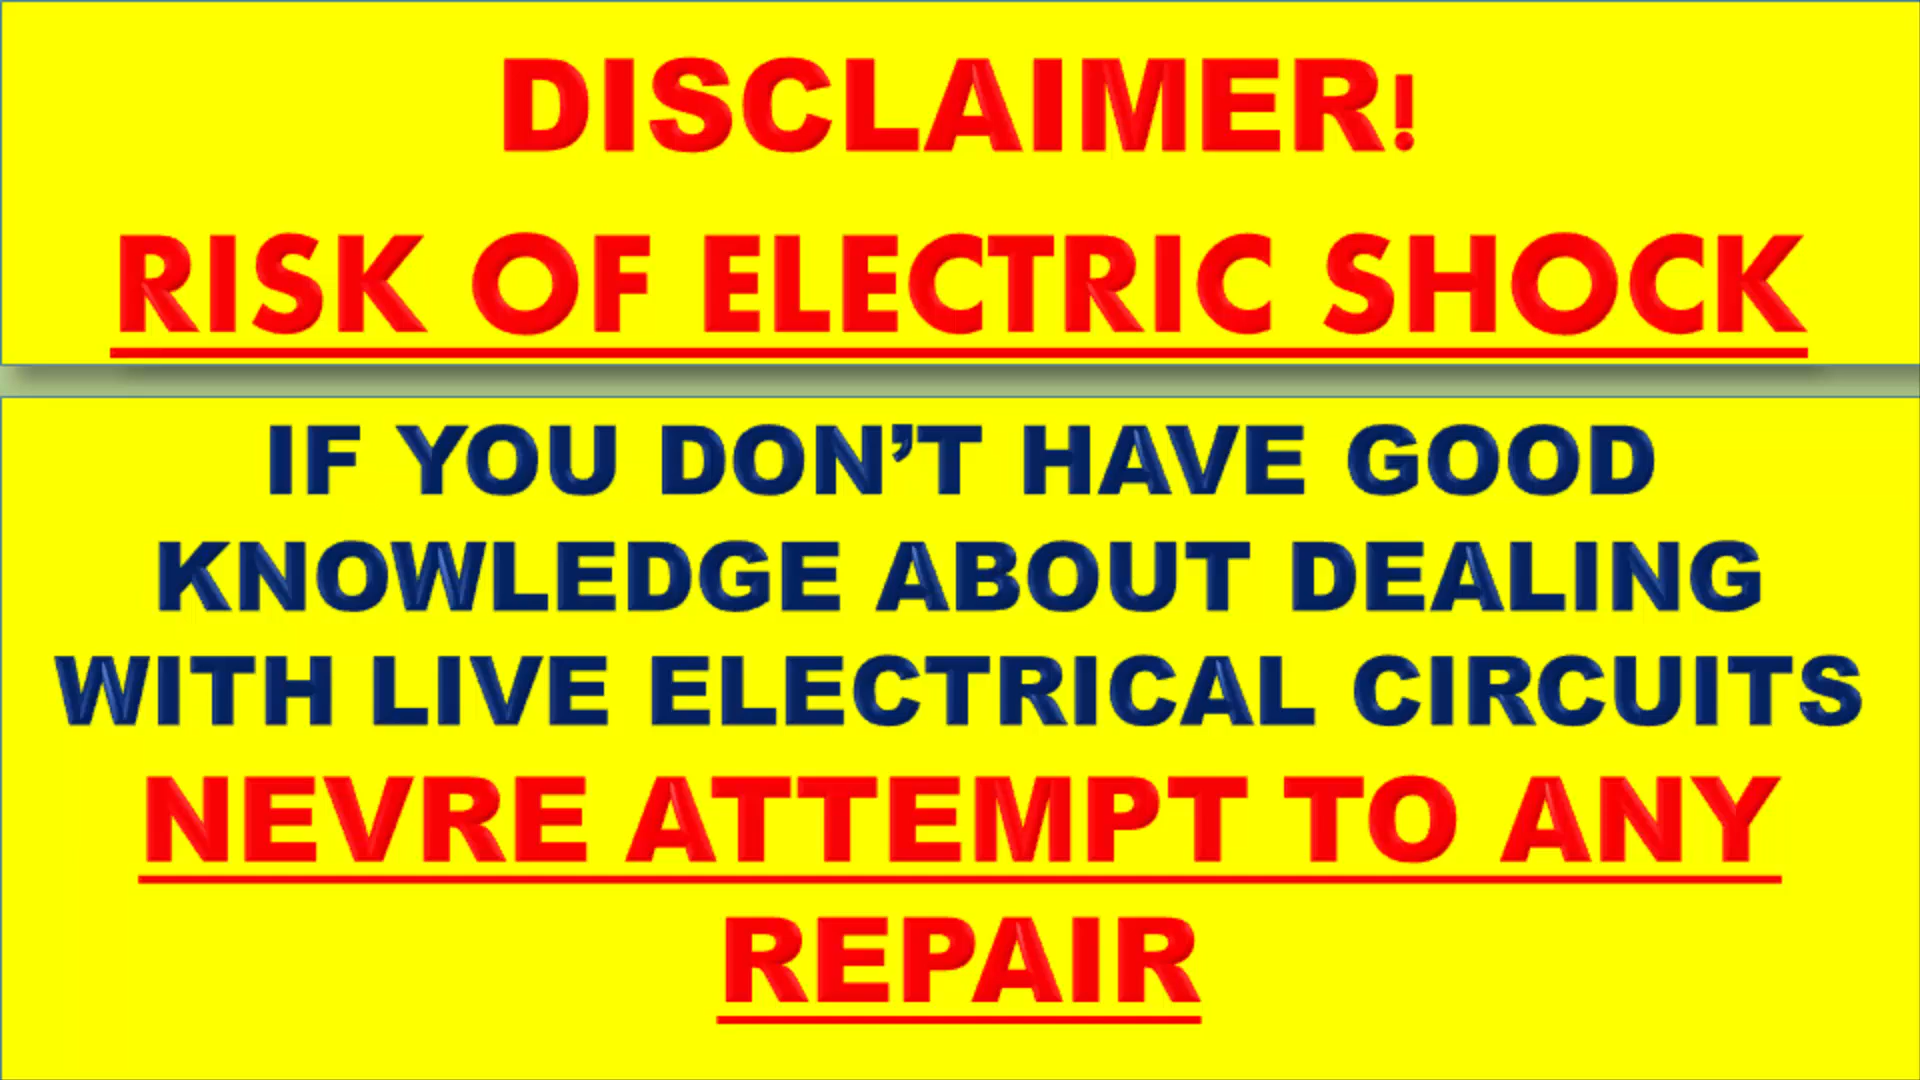 DISCLAIMER!
RISK OF ELECTRIC SHOCK
IF YOU DON’T HAVE GOOD
KNOWLEDGE ABOUT DEALING
WITH LIVE ELECTRICAL CIRCUITS
NEVRE ATTEMPT TO ANY
REPAIR